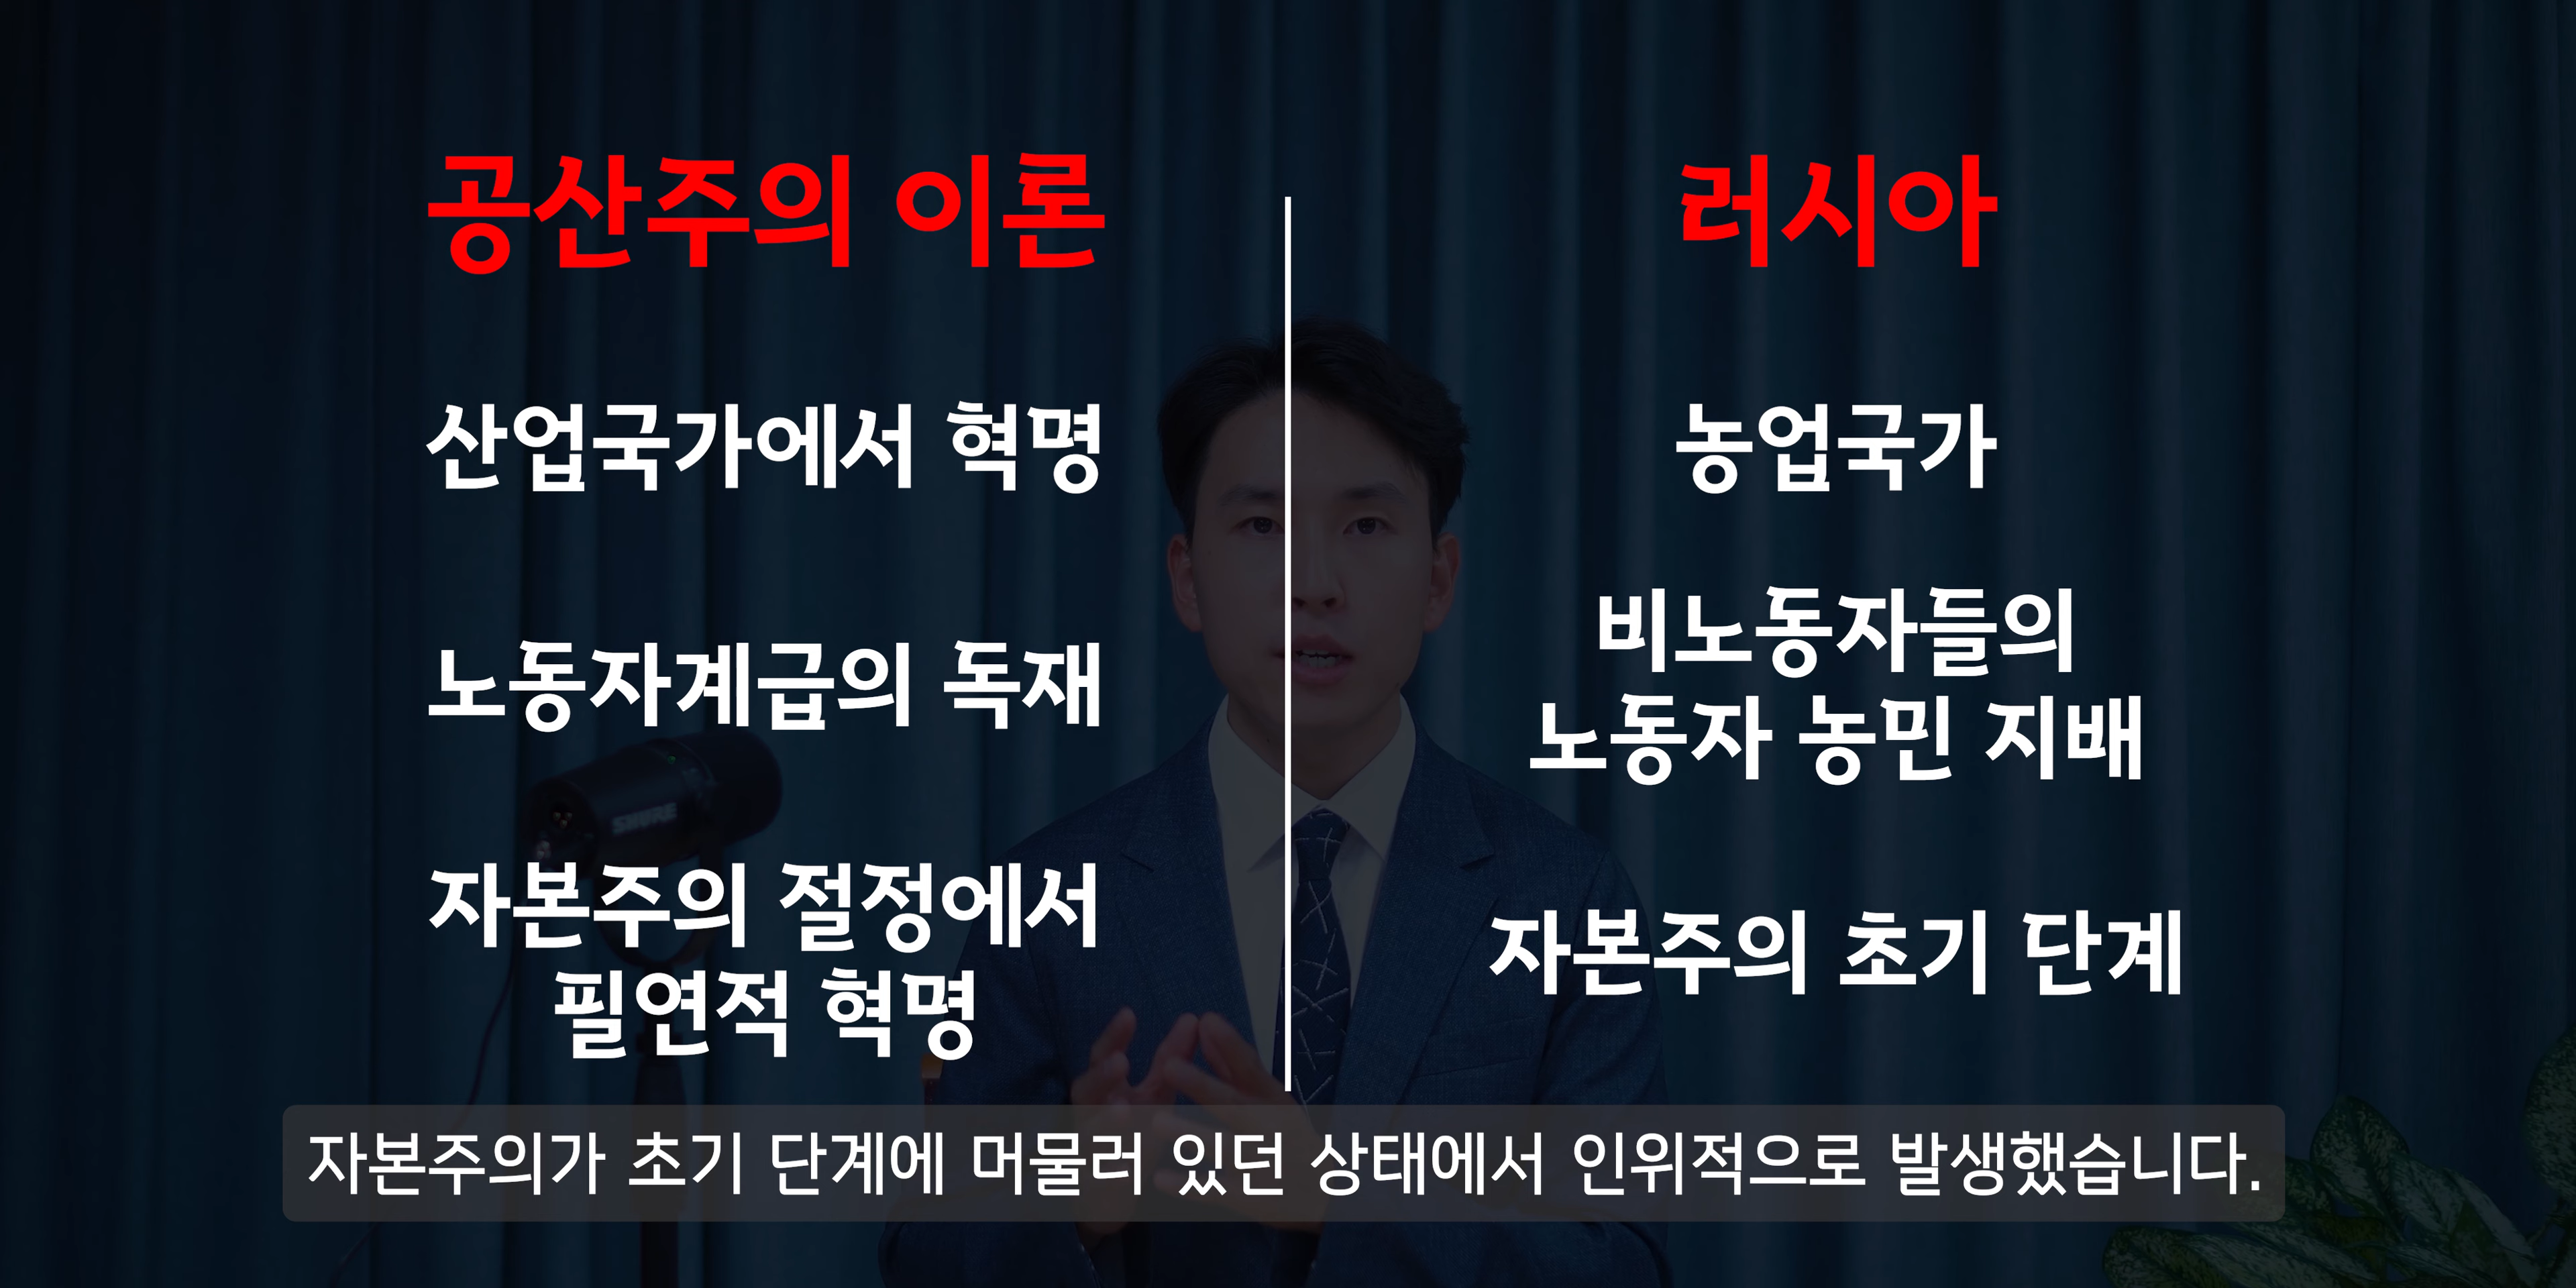 공산주의 이론
산업국가에서 혁명
노동자계급의 독재
자본주의 절정에서
필연적 혁명
러시아
농업국가
비노동자들의
노동자 농민 지배
자본주의 초기 단계
SHURE
자본주의가 초기 단계에 머물러 있던 상태에서 인위적으로 발생했습니다.